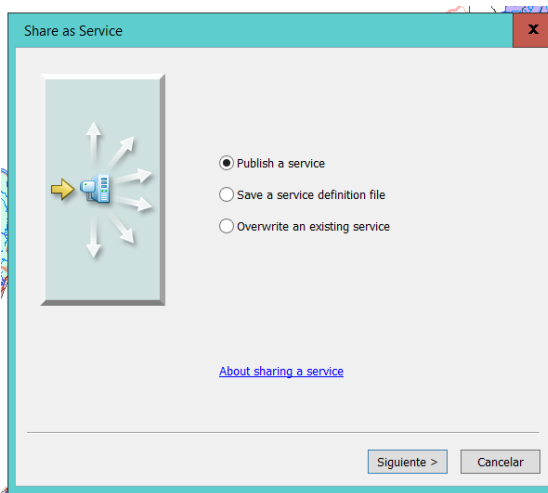 Share as Service
x
Publish a service
Save a service definition file
Overwrite an existing service
About sharing a service
Siguiente >
Cancelar